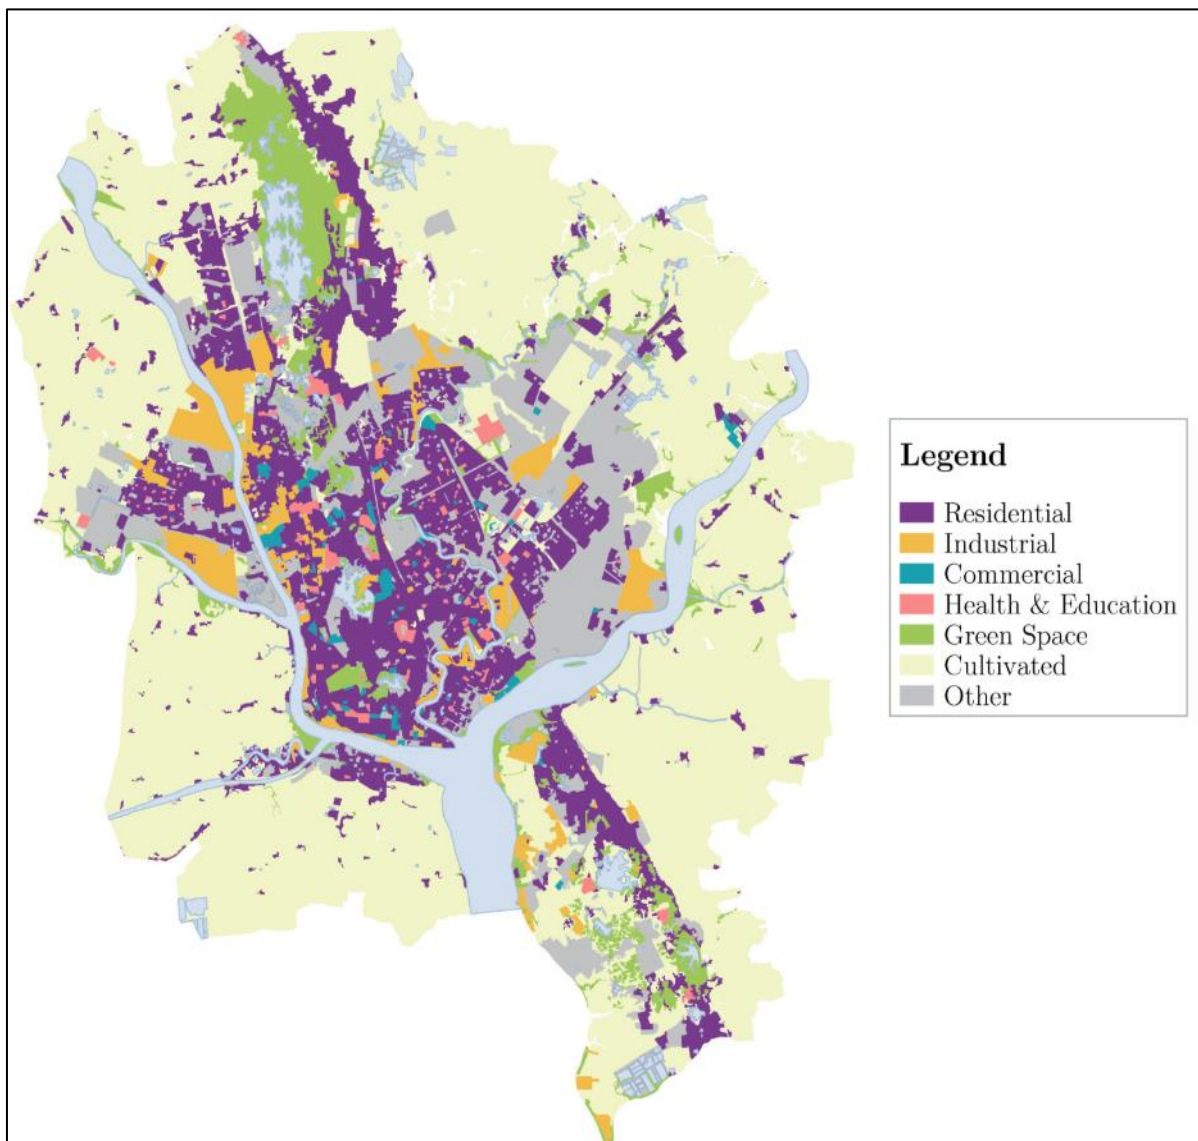 Legend
Residential
Industrial
Commercial
Health & Education
Green Space
Cultivated
Other